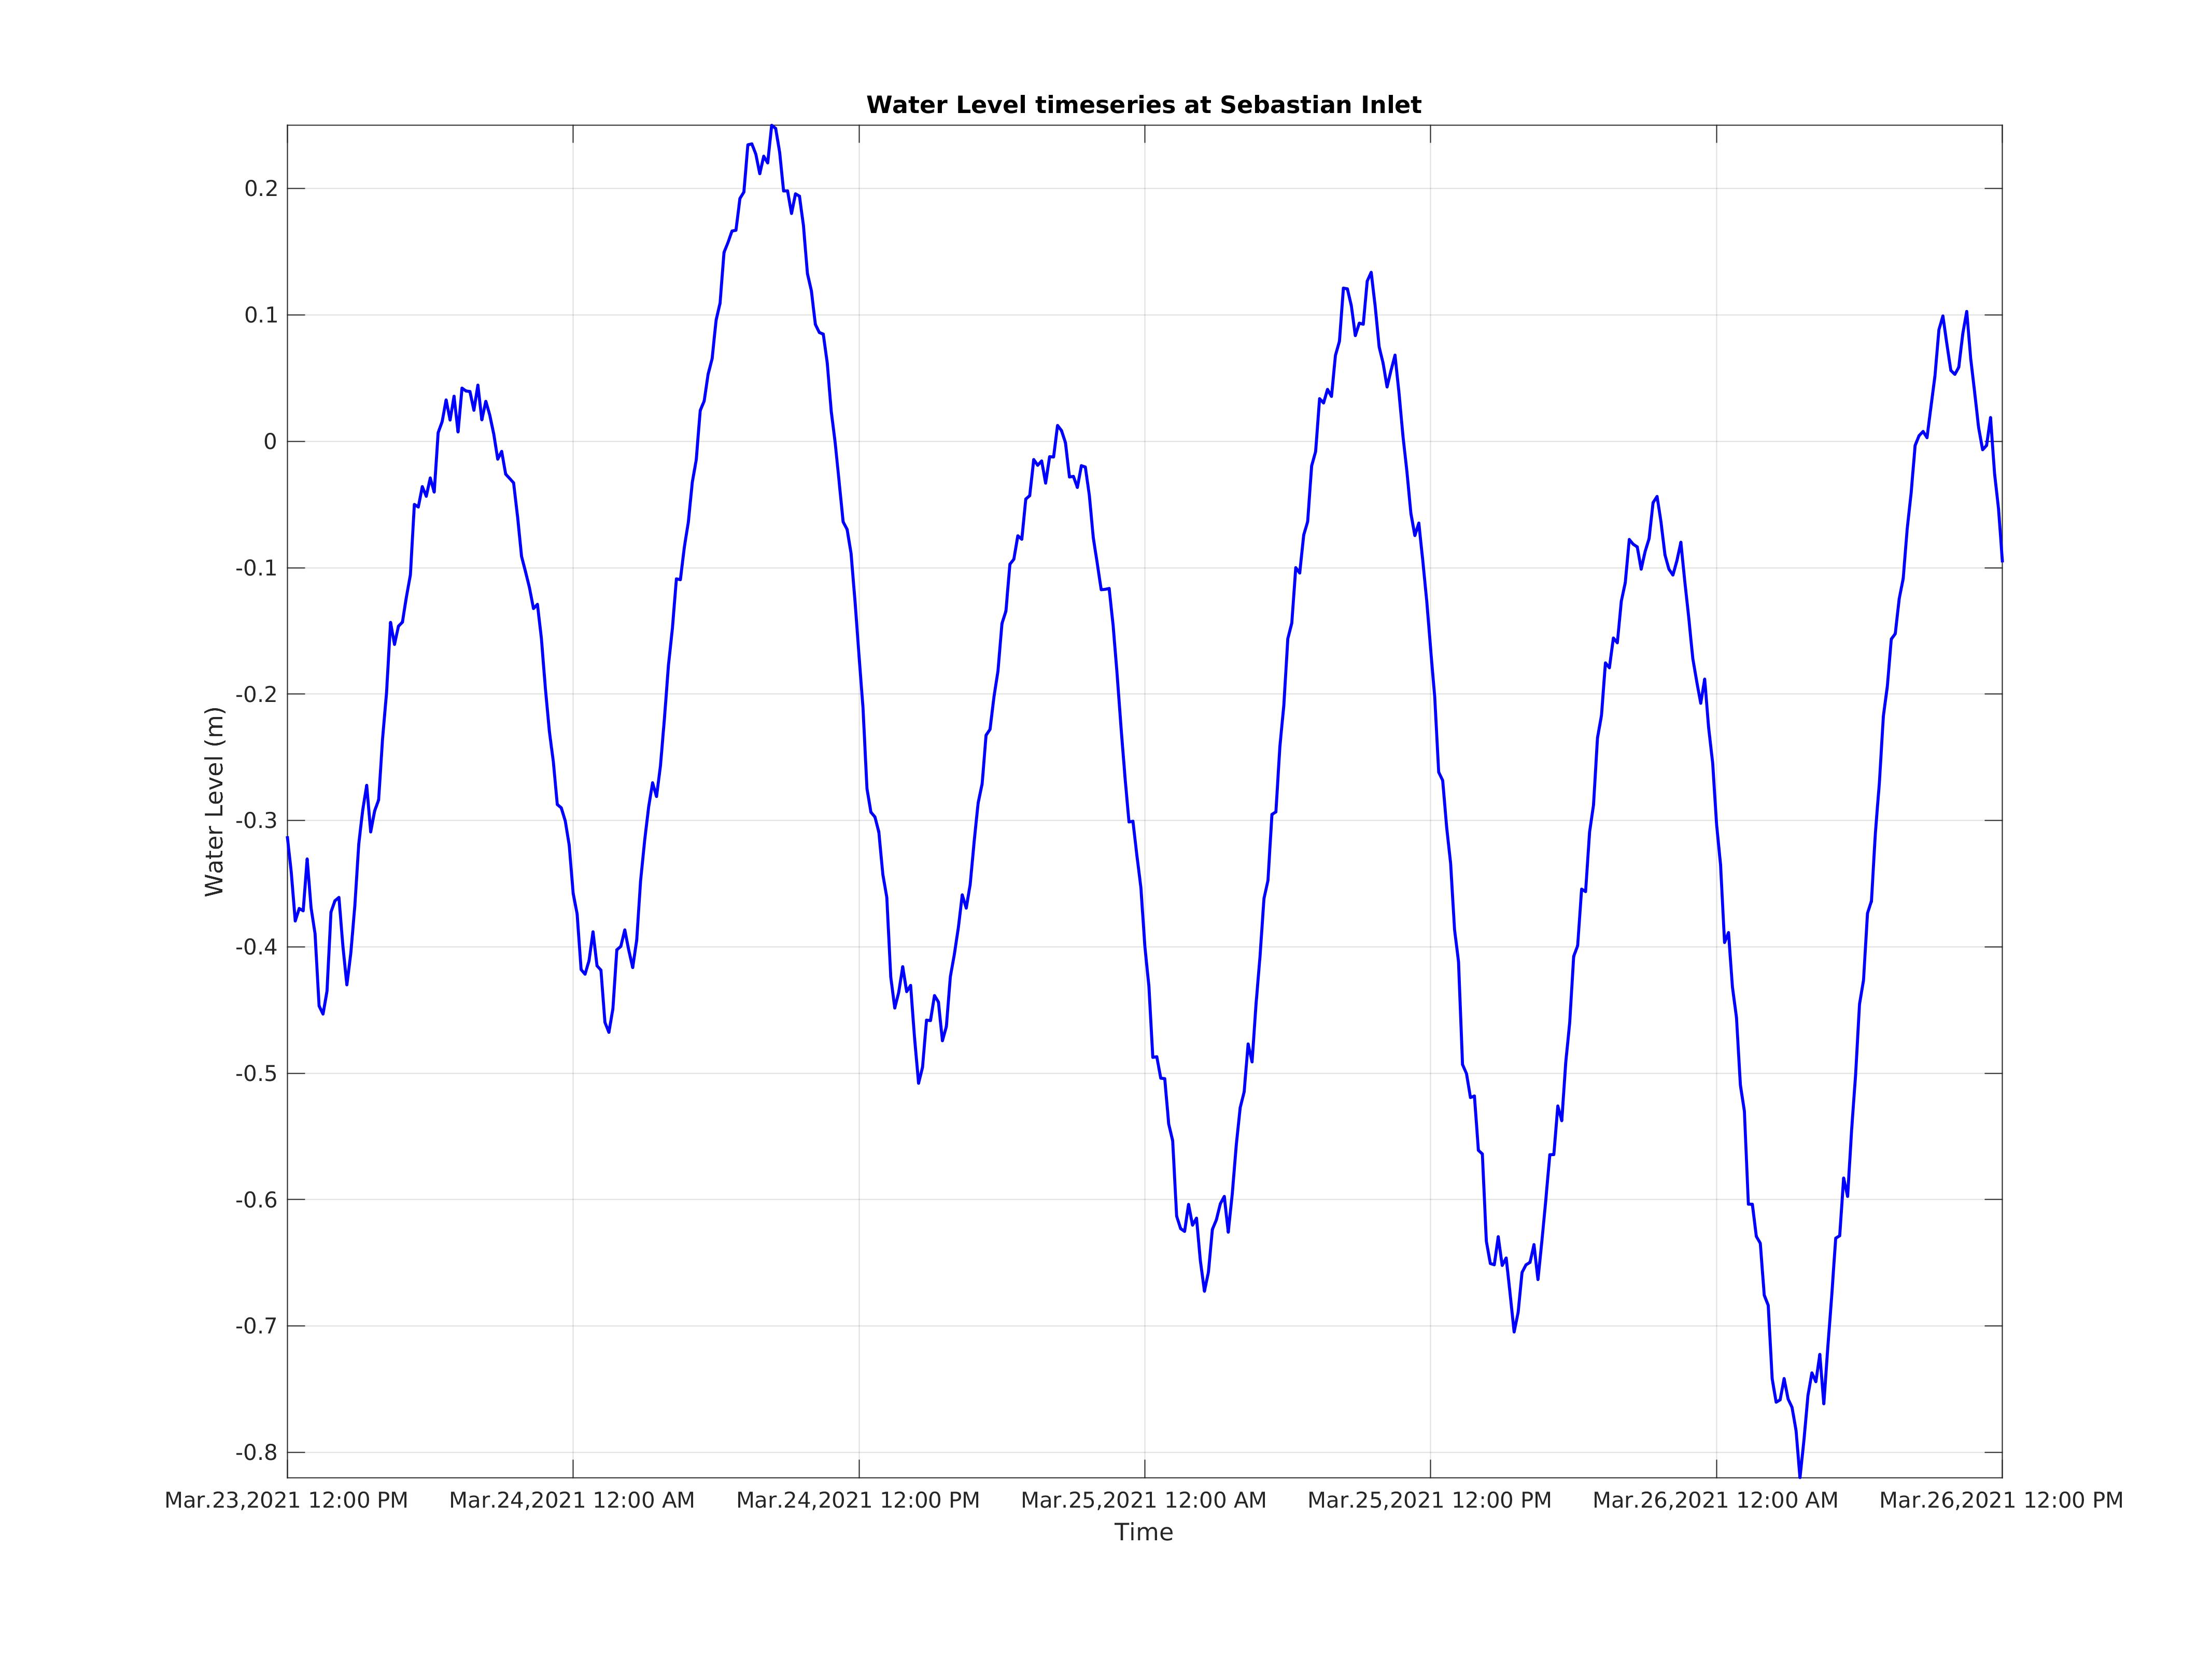 Water Level timeseries at Sebastian Inlet
0.2
0.1
0
-0.1
-0.2
-0.3
-0.4
-0.5
-0.6
-0.7
-0.8
Water Level (m)
Mar.23,2021 12:00 PM Mar.24,2021 12:00 AM Mar.24,2021 12:00 PM Mar.25,2021 12:00 AM Mar.25,2021 12:00 PM Mar.26,2021 12:00 AM Mar.26,2021 12:00 PM
Time